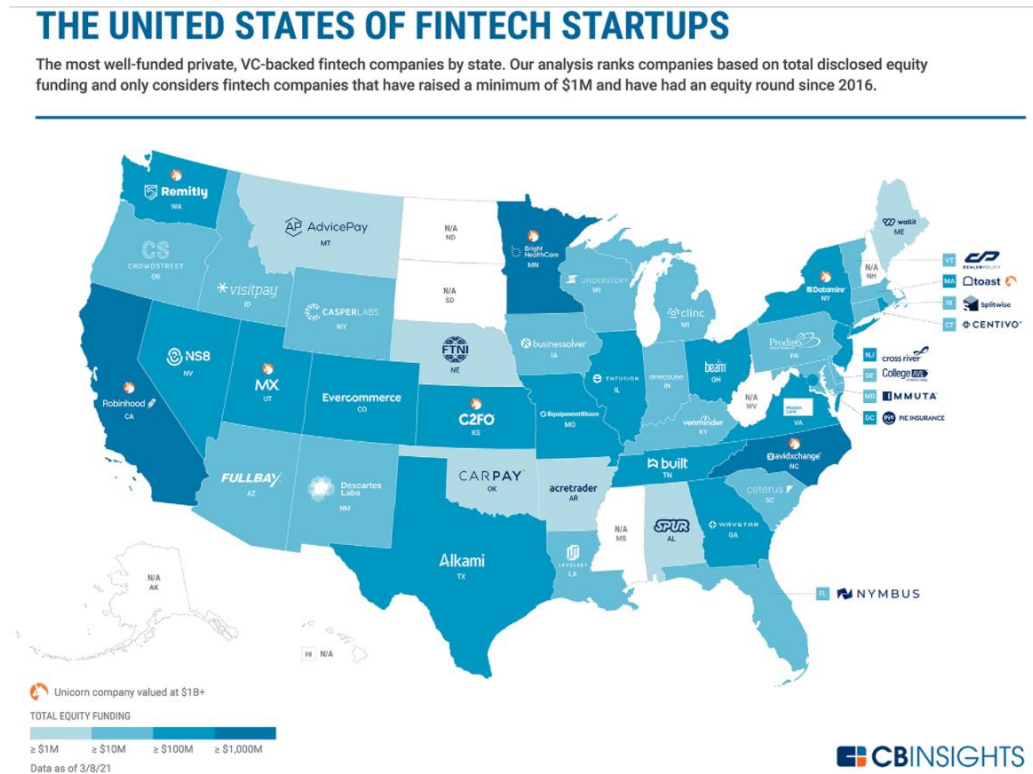 THE UNITED STATES OF FINTECH STARTUPS
The most well-funded private, VC-backed fintech companies by state. Our analysis ranks companies based on total disclosed equity
funding and only considers fintech companies that have raised a minimum of $1M and have had an equity round since 2016.
Remitly
WA
CS
CROWDSTREET
OR
visitpay
ID
AP AdvicePay
MT
N/A
ND
N/A
SD
Bright
HealthCare
MN
UNDERSTORY
WI
clinc
MI
CASPERLABS
WY
FTNI
NE
businessolver
IA
NS8
NV
Robinhood
CA
MX
UT
Evercommerce
CO
C2FO
KS
EquipmentShare
MO
ENFUSION
IL
onecause
IN
beam
OH
Prodigo
PA
Dataminr
NY
N/A
NH
wallit
ME
VT
DEALERPOLICY
MA toast
RI Splitwise
CT CENTIVO
NJ cross river
DE College AVE
MD IMMUTA
DC PIE PIE INSURANCE
N/A
WV
VA
venminder
KY
built
TN
avidxchange
NC
ceterus
SC
FULLBAY
AZ
Descartes
Labs
NM
CARPAY
OK
acretrader
AR
Alkami
TX
LEVELSET
LA
N/A
MS
SPUR
AL
WAYSTAR
GA
FL NYMBUS
N/A
AK
HI N/A
Unicorn company valued at $1B+
TOTAL EQUITY FUNDING
≥ $1M ≥ $10M ≥ $100M ≥ $1,000M
Data as of 3/8/21
CBINSIGHTS